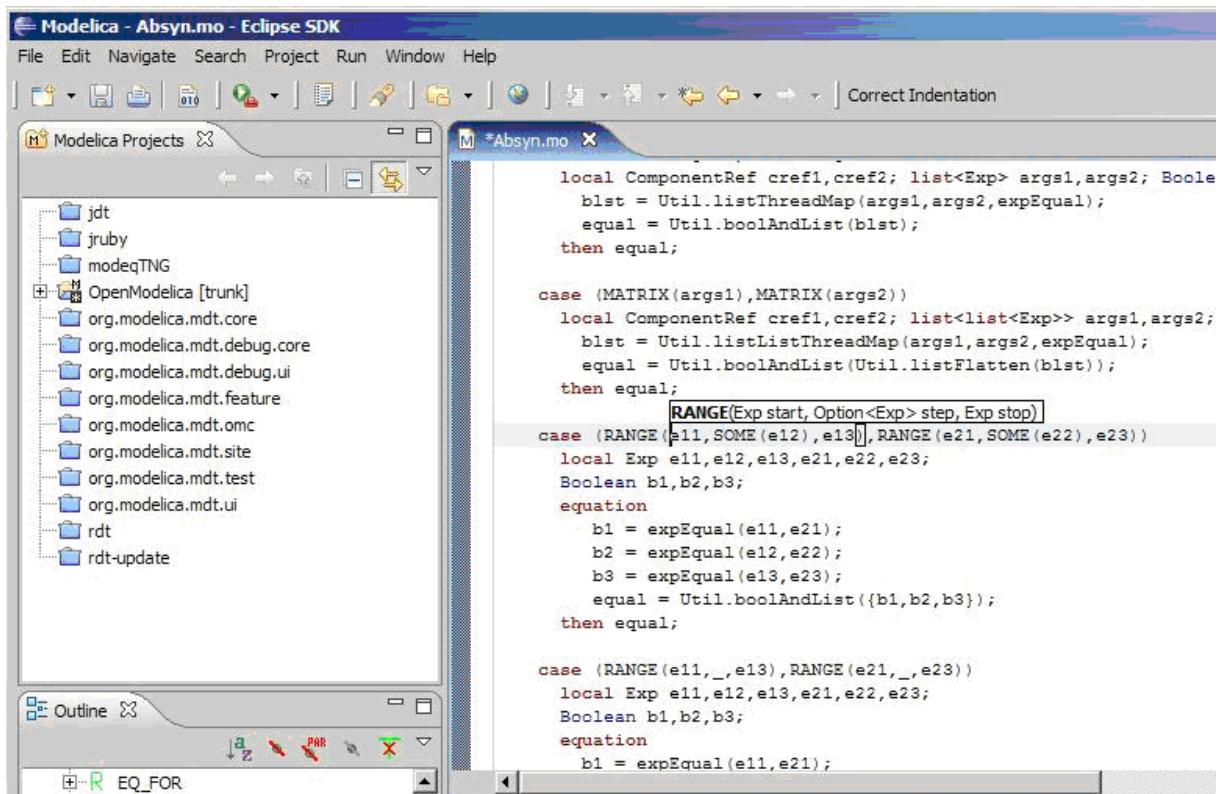 Modelica - Absyn.mo - Eclipse SDK
File Edit Navigate Search Project Run Window Help
010
Correct Indentation
Modelica Projects
jdt
jruby
modeqTNG
OpenModelica [trunk]
org.modelica.mdt.core
org.modelica.mdt.debug.core
org.modelica.mdt.debug.ui
org.modelica.mdt.feature
org.modelica.mdt.omc
org.modelica.mdt.site
org.modelica.mdt.test
org.modelica.mdt.ui
rdt
rdt-update
Outline
PAR
R EQ_FOR
M *Absyn.mo
local ComponentRef cref1,cref2; list<Exp> args1,args2; Boole
blst = Util.listThreadMap(args1,args2,expEqual);
equal = Util.boolAndList(blst);
then equal;
case (MATRIX(args1),MATRIX(args2))
local ComponentRef cref1,cref2; list<list<Exp>> args1,args2;
blst = Util.listListThreadMap(args1,args2,expEqual);
equal = Util.boolAndList(Util.listFlatten(blst));
then equal;
RANGE(Exp start, Option<Exp> step, Exp stop)
case (RANGE(e11,SOME(e12),e13),RANGE(e21,SOME(e22),e23))
local Exp e11,e12,e13,e21,e22,e23;
Boolean b1,b2,b3;
equation
b1 = expEqual(e11,e21);
b2 = expEqual(e12,e22);
b3 = expEqual(e13,e23);
equal = Util.boolAndList({b1,b2,b3});
then equal;
case (RANGE(e11,_,e13),RANGE(e21,_,e23))
local Exp e11,e12,e13,e21,e22,e23;
Boolean b1,b2,b3;
equation
b1 = expEqual(e11,e21);